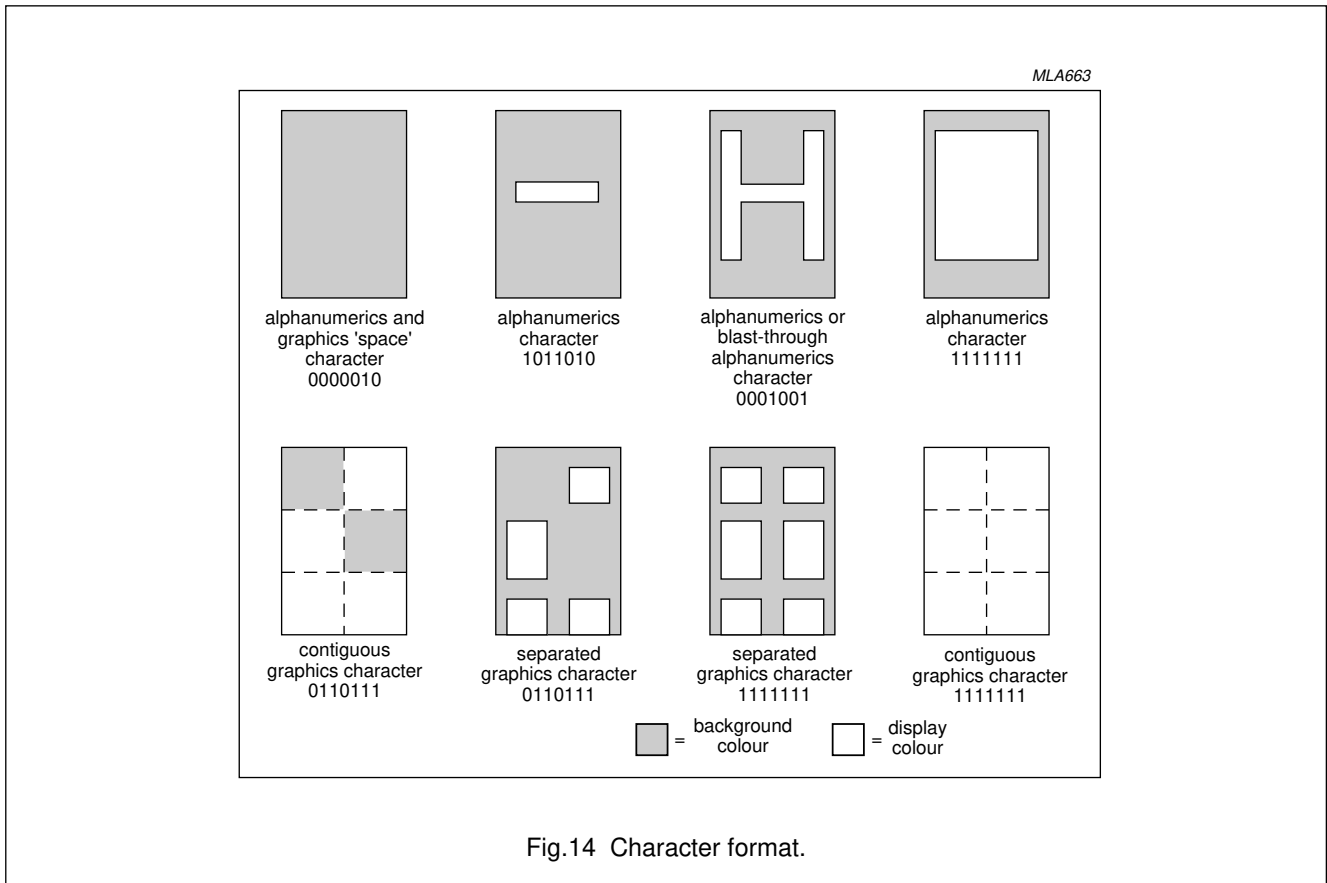 MLA663
alphanumerics and
graphics 'space'
character
0000010
alphanumerics
character
1011010
alphanumerics or
blast-through
alphanumerics
character
0001001
alphanumerics
character
1111111
contiguous
graphics character
0110111
separated
graphics character
0110111
separated
graphics character
1111111
contiguous
graphics character
1111111
= background
colour
= display
colour
Fig.14 Character format.